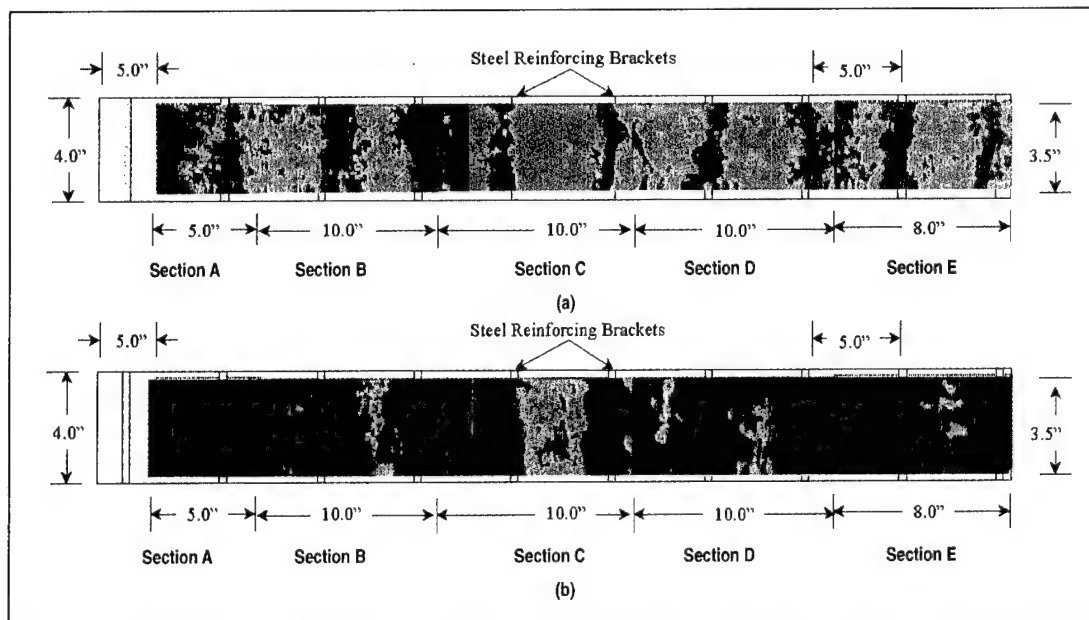 Steel Reinforcing Brackets
5.0” 5.0”
4.0” 3.5”
5.0” 10.0” 10.0” 10.0” 8.0”
Section A Section B Section C Section D Section E
(a)
Steel Reinforcing Brackets
5.0” 5.0”
4.0” 3.5”
5.0” 10.0” 10.0” 10.0” 8.0”
Section A Section B Section C Section D Section E
(b)